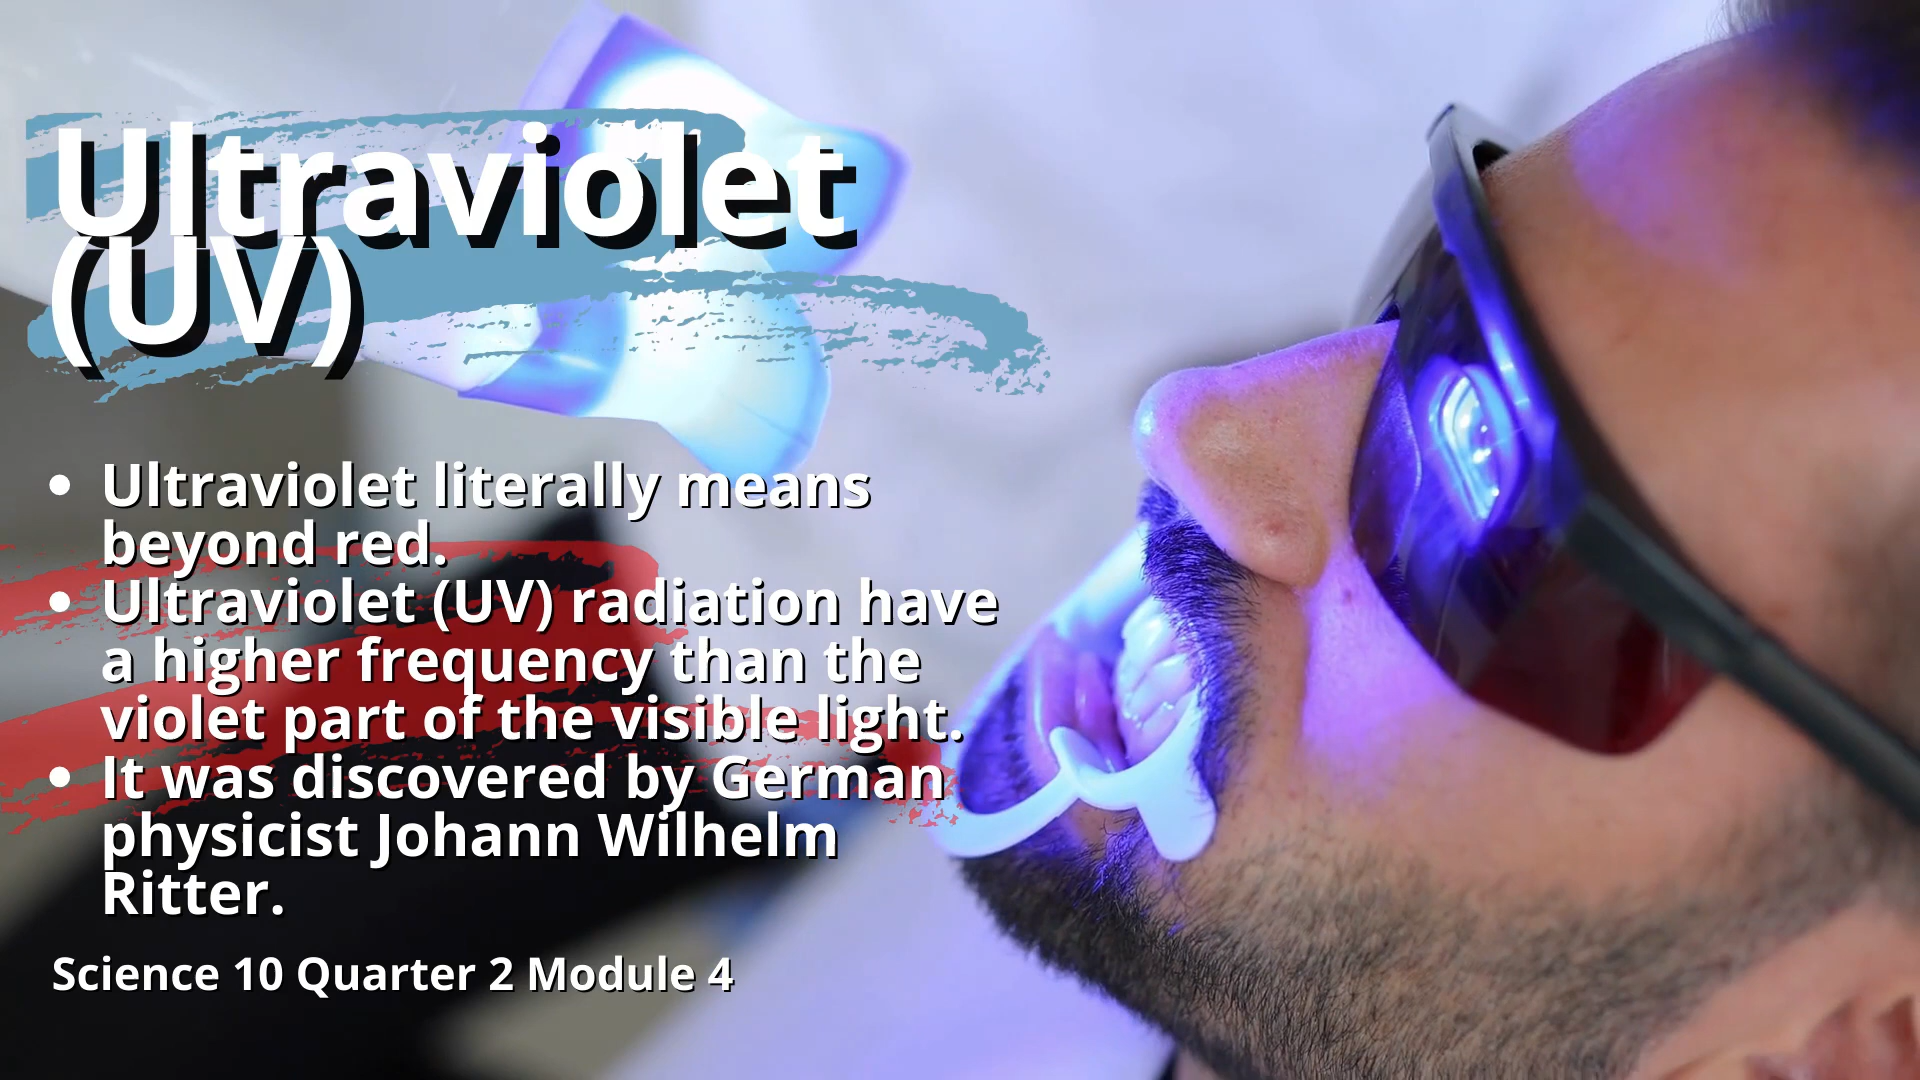 Ultraviolet
(UV)
• Ultraviolet literally means
beyond red.
• Ultraviolet (UV) radiation have
a higher frequency than the
violet part of the visible light.
• It was discovered by German
physicist Johann Wilhelm
Ritter.
Science 10 Quarter 2 Module 4